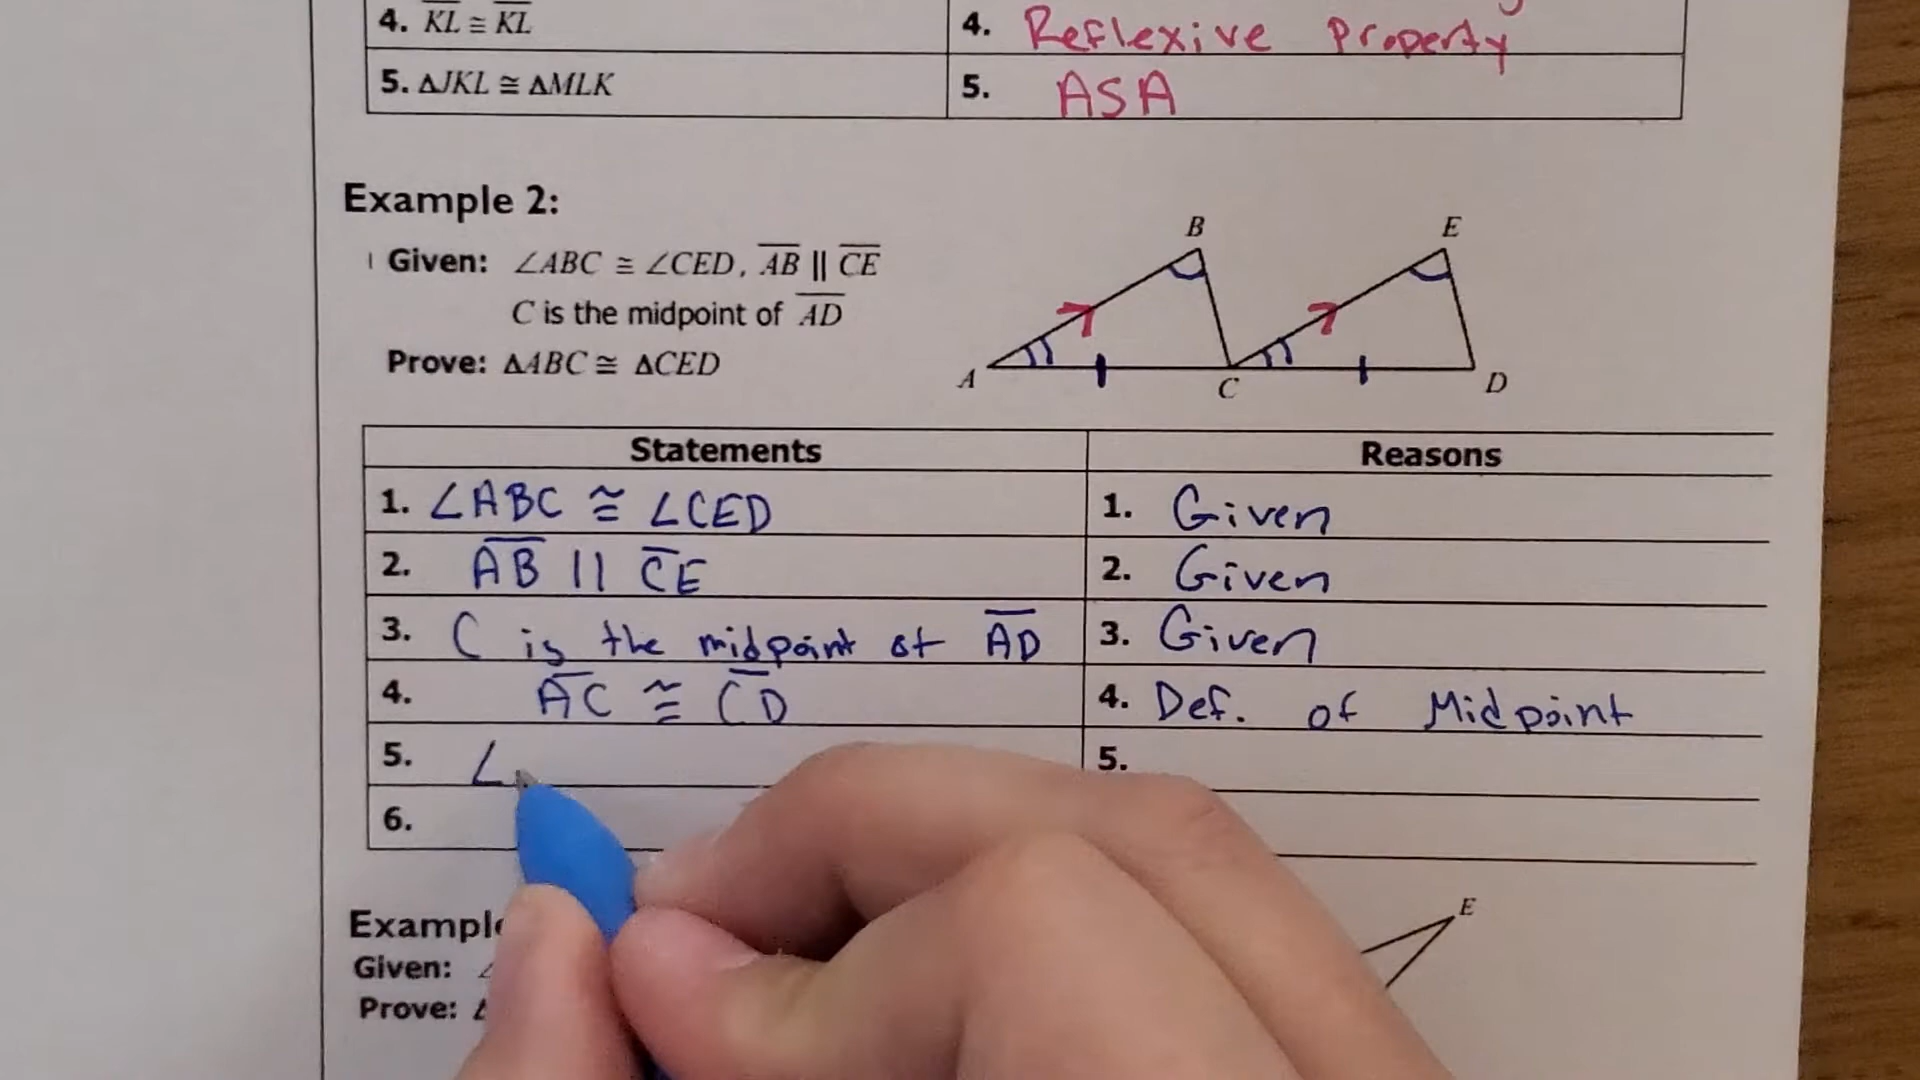 4. KL ≅ KL 4. Reflexive Property
5. ΔJKL ≅ ΔMLK 5. ASA
Example 2:
Given: ∠ABC ≅ ∠CED, AB || CE
C is the midpoint of AD
Prove: ΔABC ≅ ΔCED
B E
A C D
Statements Reasons
1. ∠ABC ≅ ∠CED 1. Given
2. AB || CE 2. Given
3. C is the midpoint of AD 3. Given
4. AC ≅ CD 4. Def. of Midpoint
5. ∠ 5.
6.
E
Given:
Prove: